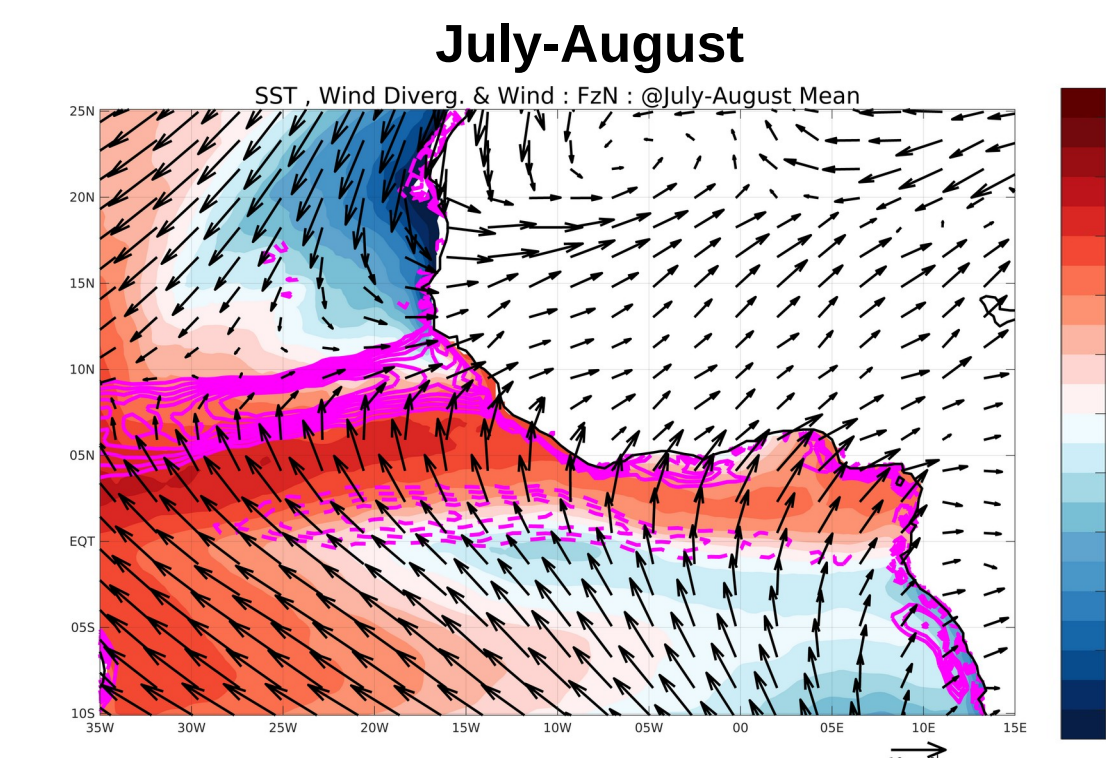 July-August
SST , Wind Diverg. & Wind : FzN : @July-August Mean
25N
20N
15N
10N
05N
EQT
05S
10S
35W 30W 25W 20W 15W 10W 05W 00 05E 10E 15E